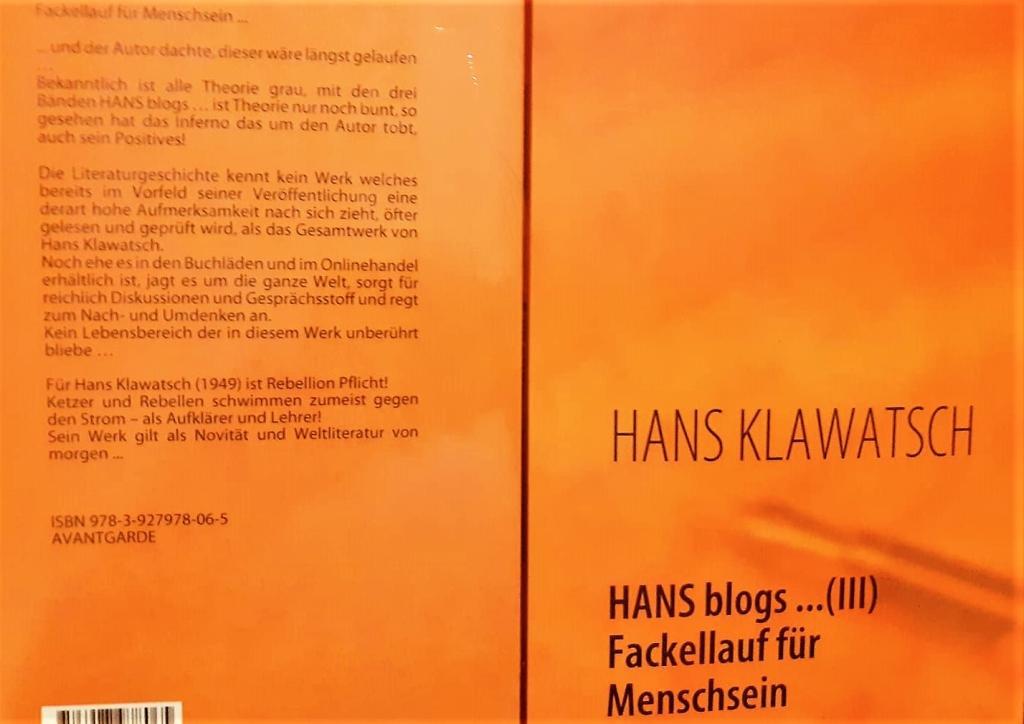 Fackellauf für Menschsein ...
... und der Autor dachte, dieser wäre längst gelaufen
...
Bekanntlich ist alle Theorie grau, mit den drei
Bänden HANS blogs ... ist Theorie nur noch bunt, so
gesehen hat das Inferno das um den Autor tobt,
auch sein Positives!
Die Literaturgeschichte kennt kein Werk welches
bereits im Vorfeld seiner Veröffentlichung eine
derart hohe Aufmerksamkeit nach sich zieht, öfter
gelesen und geprüft wird, als das Gesamtwerk von
Hans Klawatsch.
Noch ehe es in den Buchläden und im Onlinehandel
erhältlich ist, jagt es um die ganze Welt, sorgt für
reichlich Diskussionen und Gesprächsstoff und regt
zum Nach- und Umdenken an.
Kein Lebensbereich der in diesem Werk unberührt
bliebe ...
Für Hans Klawatsch (1949) ist Rebellion Pflicht!
Ketzer und Rebellen schwimmen zumeist gegen
den Strom – als Aufklärer und Lehrer!
Sein Werk gilt als Novität und Weltliteratur von
morgen ...
ISBN 978-3-927978-06-5
AVANTGARDE
HANS KLAWATSCH
HANS blogs ...(III)
Fackellauf für
Menschsein